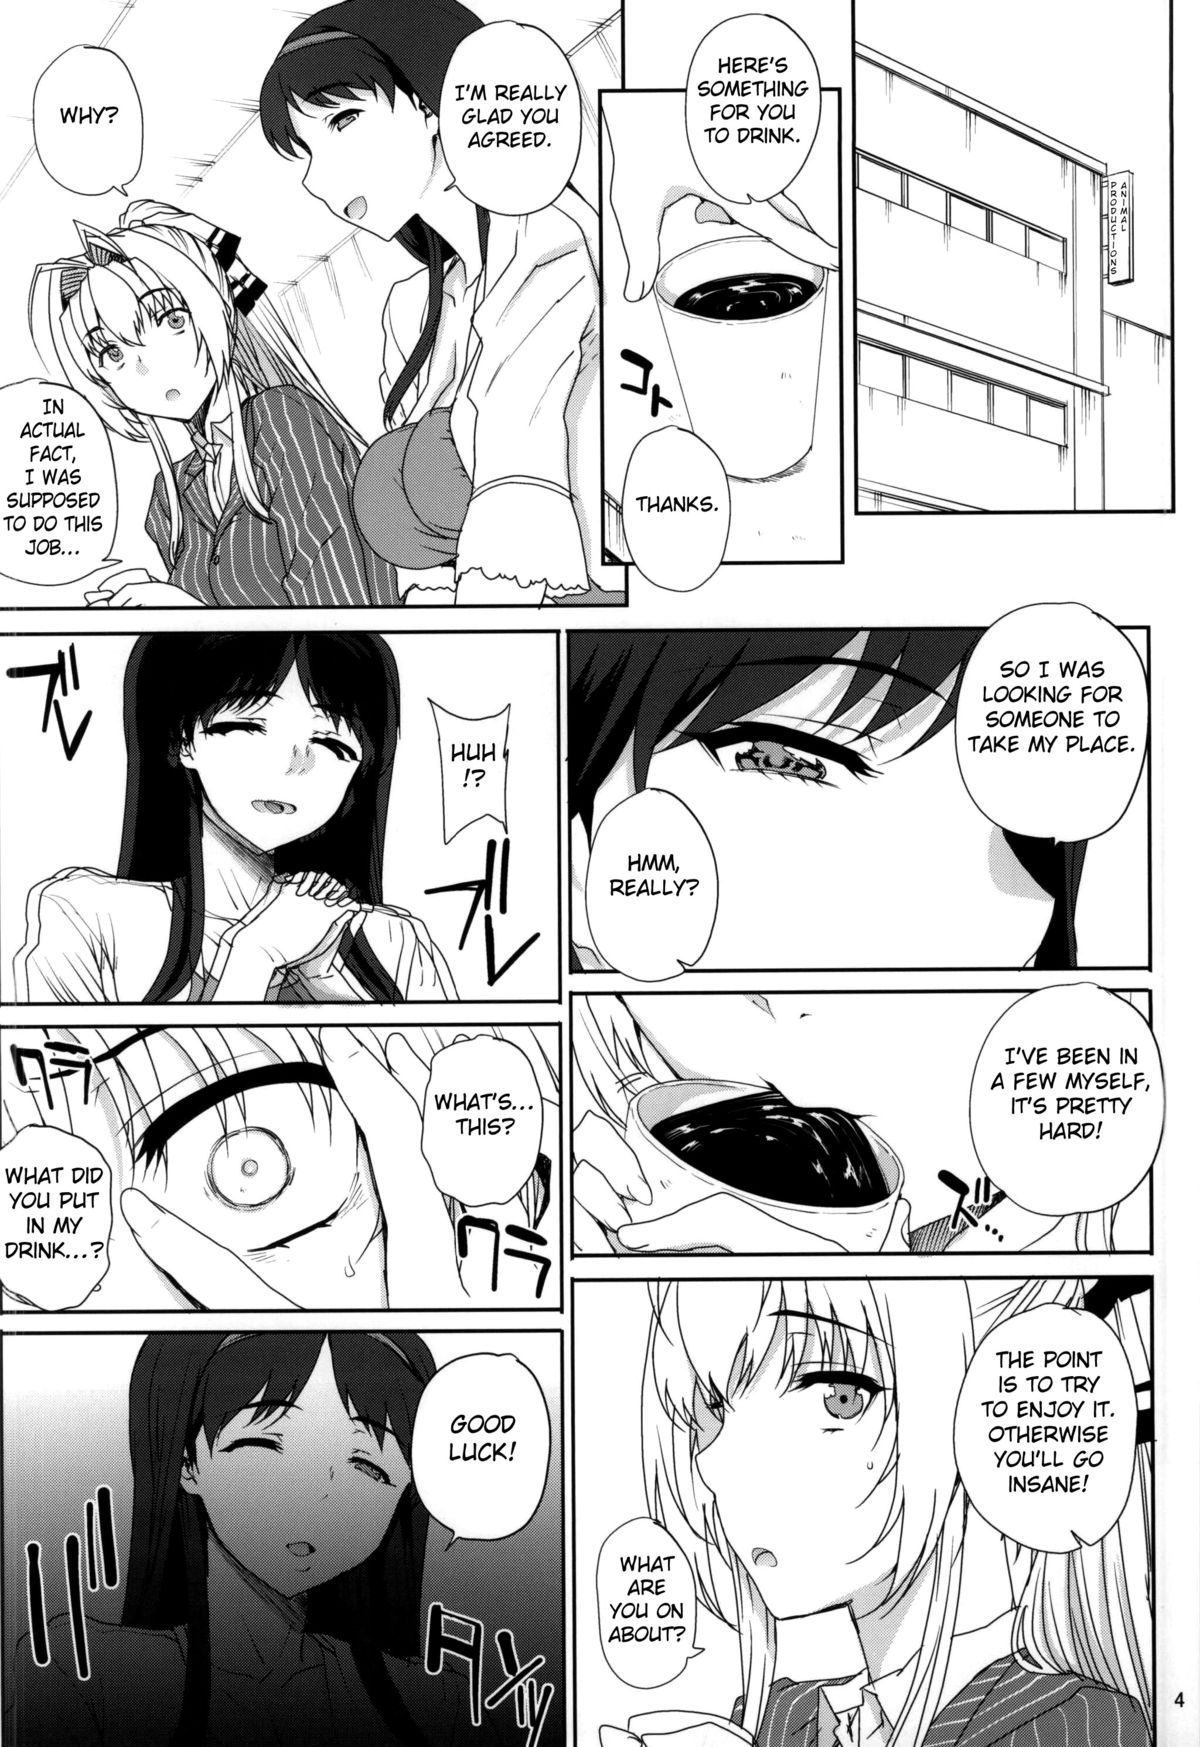 ANIMAL
PRODUCTIONS
HERE'S
SOMETHING
FOR YOU
TO DRINK.
コト
THANKS.
I'M REALLY
GLAD YOU
AGREED.
WHY?
IN
ACTUAL
FACT,
I WAS
SUPPOSED
TO DO THIS
JOB...
SO I WAS
LOOKING FOR
SOMEONE TO
TAKE MY PLACE.
HMM,
REALLY?
I'VE BEEN IN
A FEW MYSELF,
IT'S PRETTY
HARD!
ズ...
THE POINT
IS TO TRY
TO ENJOY IT.
OTHERWISE
YOU'LL GO
INSANE!
WHAT
ARE
YOU ON
ABOUT?
HUH
!?
ブレ
ブレ
WHAT'S...
THIS?
グラ
グラ
WHAT DID
YOU PUT
IN MY
DRINK...?
GOOD
LUCK!
4